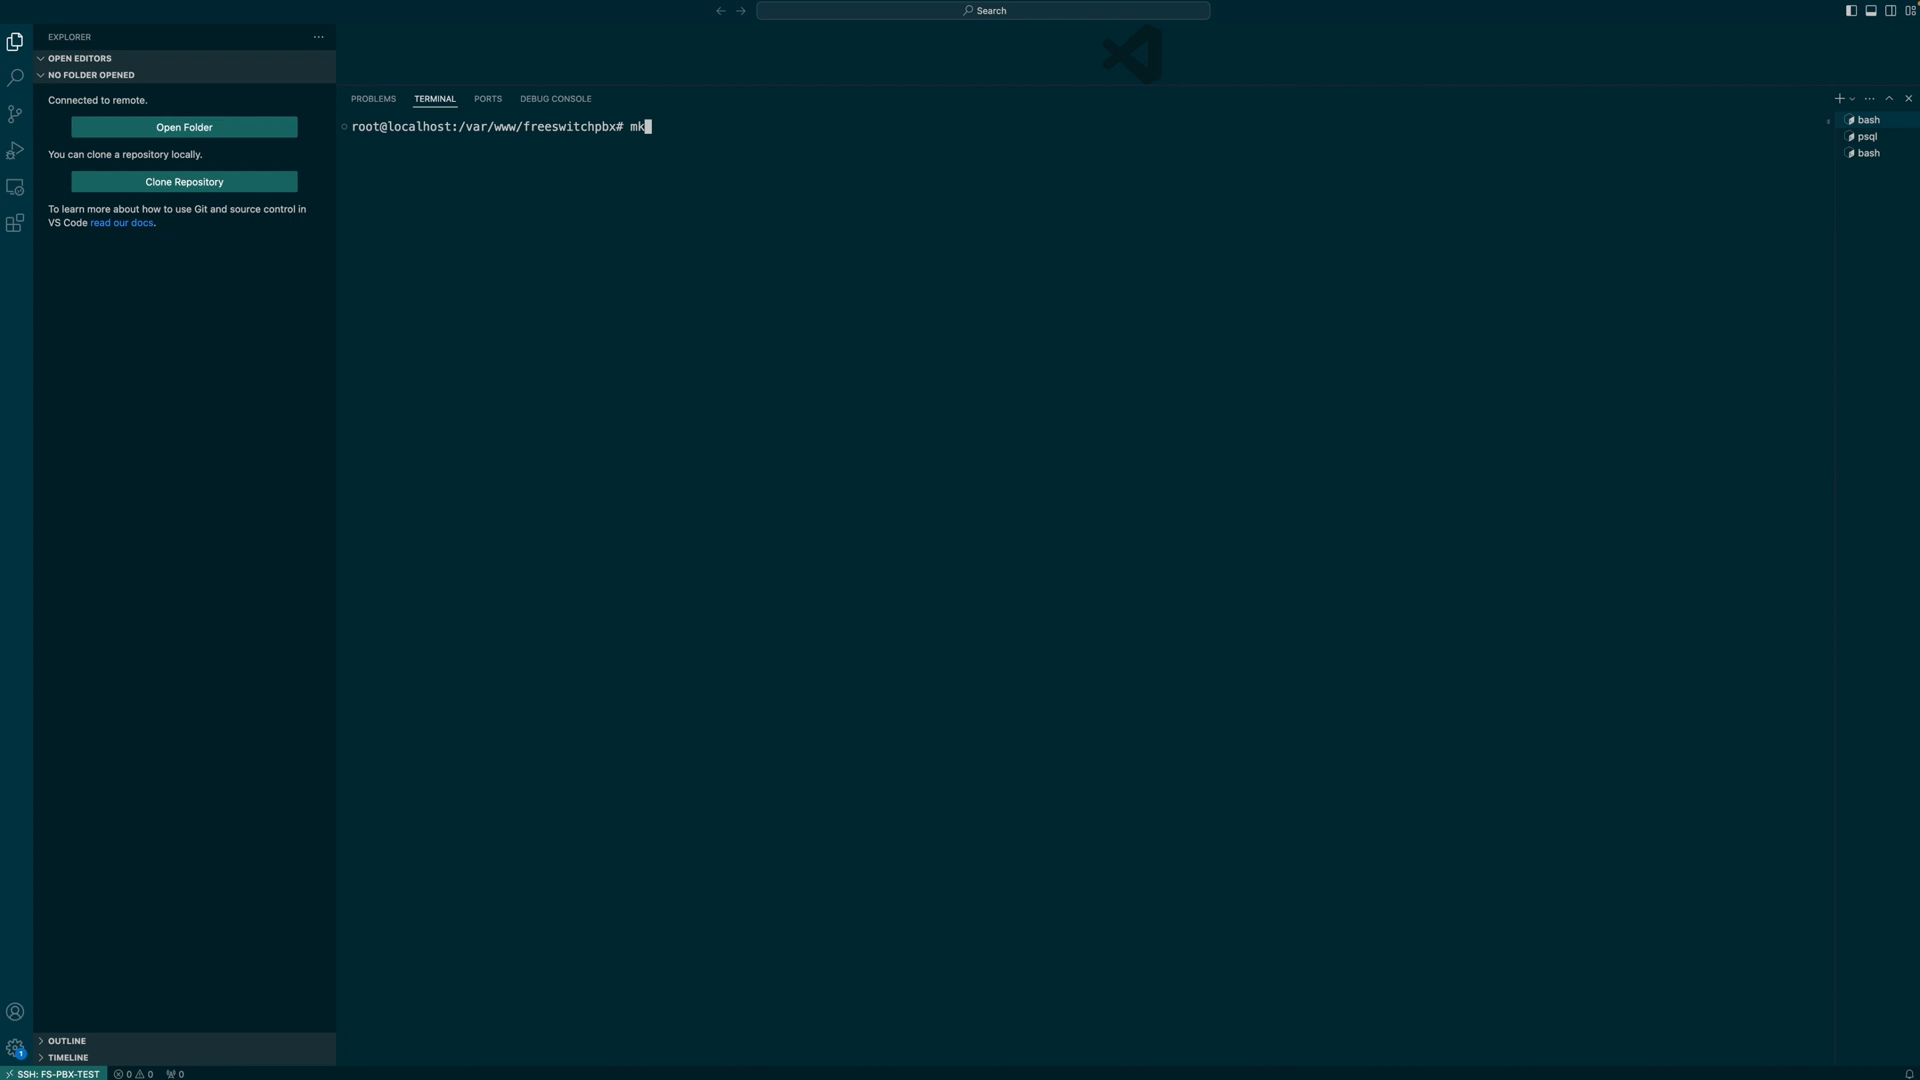 Search
EXPLORER
OPEN EDITORS
NO FOLDER OPENED
Connected to remote.
Open Folder
You can clone a repository locally.
Clone Repository
To learn more about how to use Git and source control in
VS Code read our docs.
PROBLEMS TERMINAL PORTS DEBUG CONSOLE
root@localhost:/var/www/freeswitchpbx# mk
bash
psql
bash
OUTLINE
TIMELINE
1
SSH: FS-PBX-TEST 0 0 0